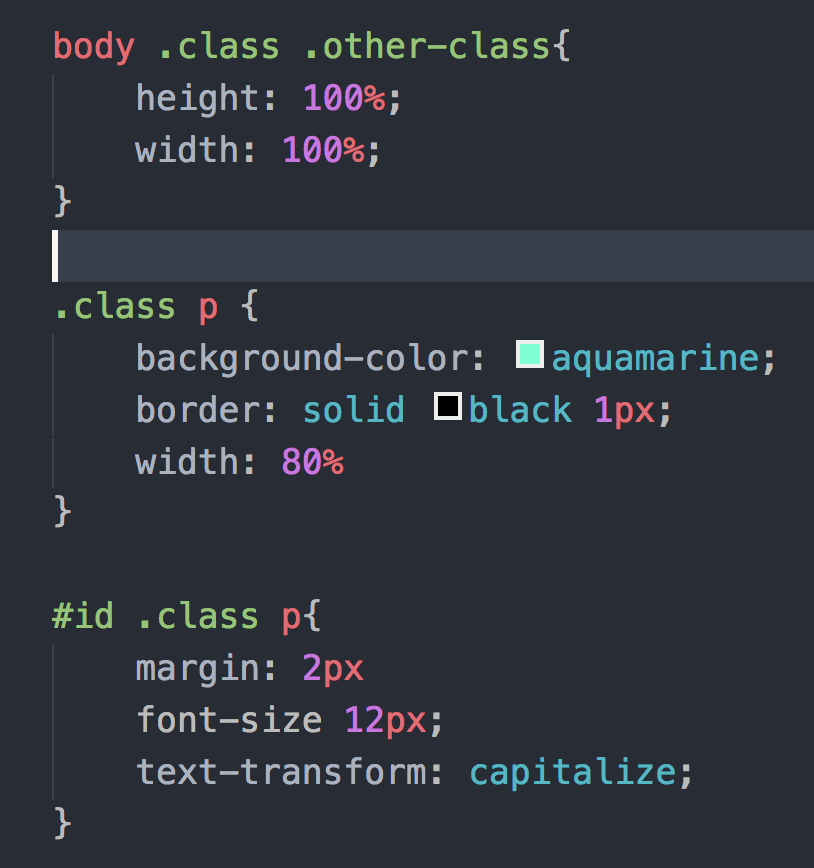 body .class .other-class{
    height: 100%;
    width: 100%;
}
.class p {
    background-color: aquamarine;
    border: solid black 1px;
    width: 80%
}
#id .class p{
    margin: 2px
    font-size 12px;
    text-transform: capitalize;
}